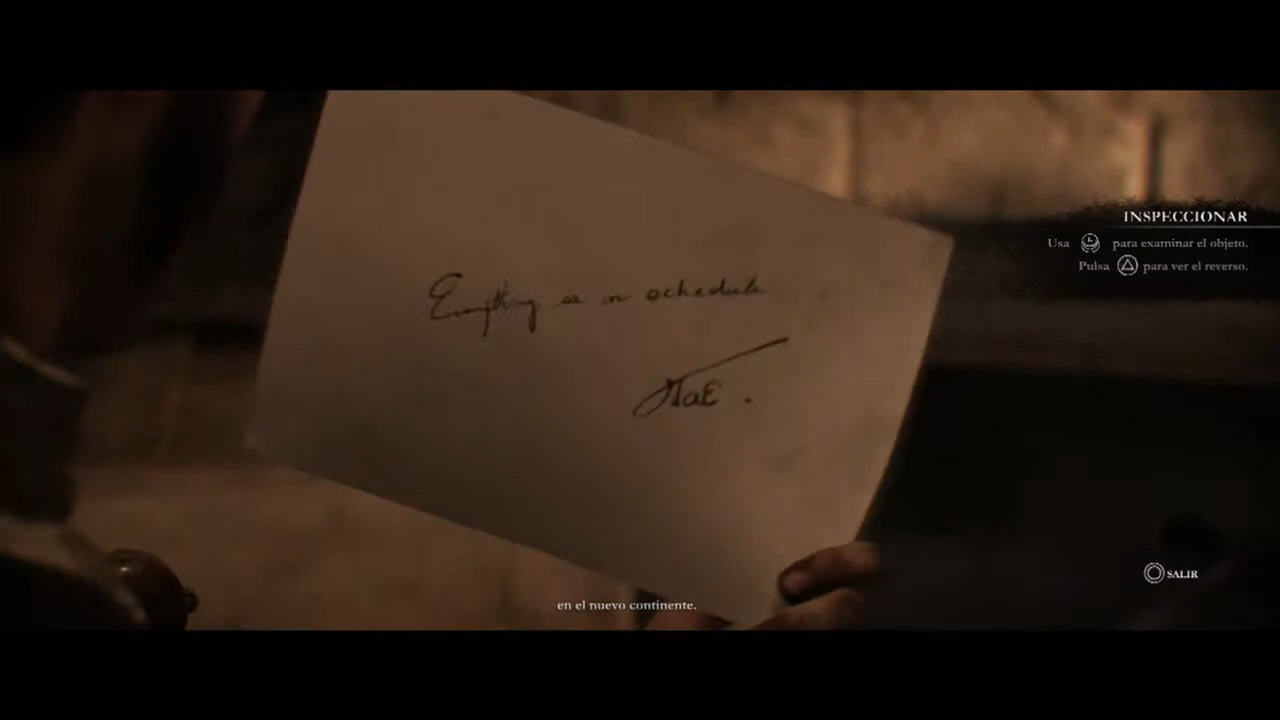 INSPECCIONAR
Usa para examinar el objeto.
Pulsa para ver el reverso.
Everything is in schedule
SALIR
en el nuevo continente.